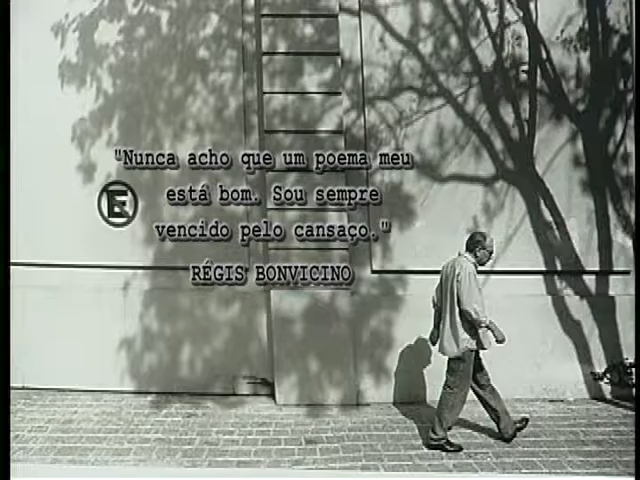 "Nunca acho que um poema meu
está bom. Sou sempre
vencido pelo cansaço."
RÉGIS BONVICINO
E